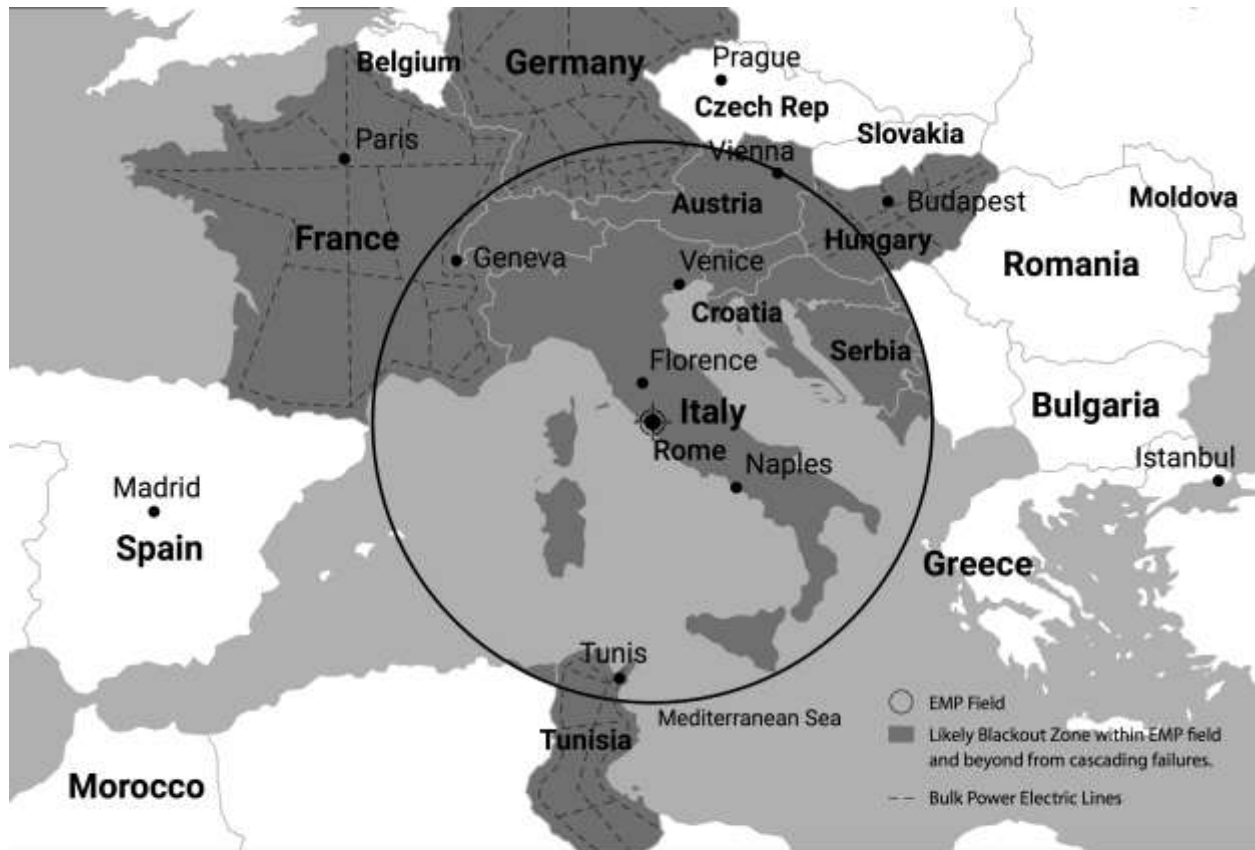 Belgium
Germany
Prague
Czech Rep
Slovakia
Paris
Vienna
Moldova
Austria
Budapest
France
Hungary
Geneva
Venice
Romania
Croatia
Serbia
Florence
Italy
Bulgaria
Rome
Naples
Istanbul
Madrid
Spain
Greece
Tunis
EMP Field
Mediterranean Sea
Likely Blackout Zone within EMP field
and beyond from cascading failures.
Tunisia
Morocco
Bulk Power Electric Lines